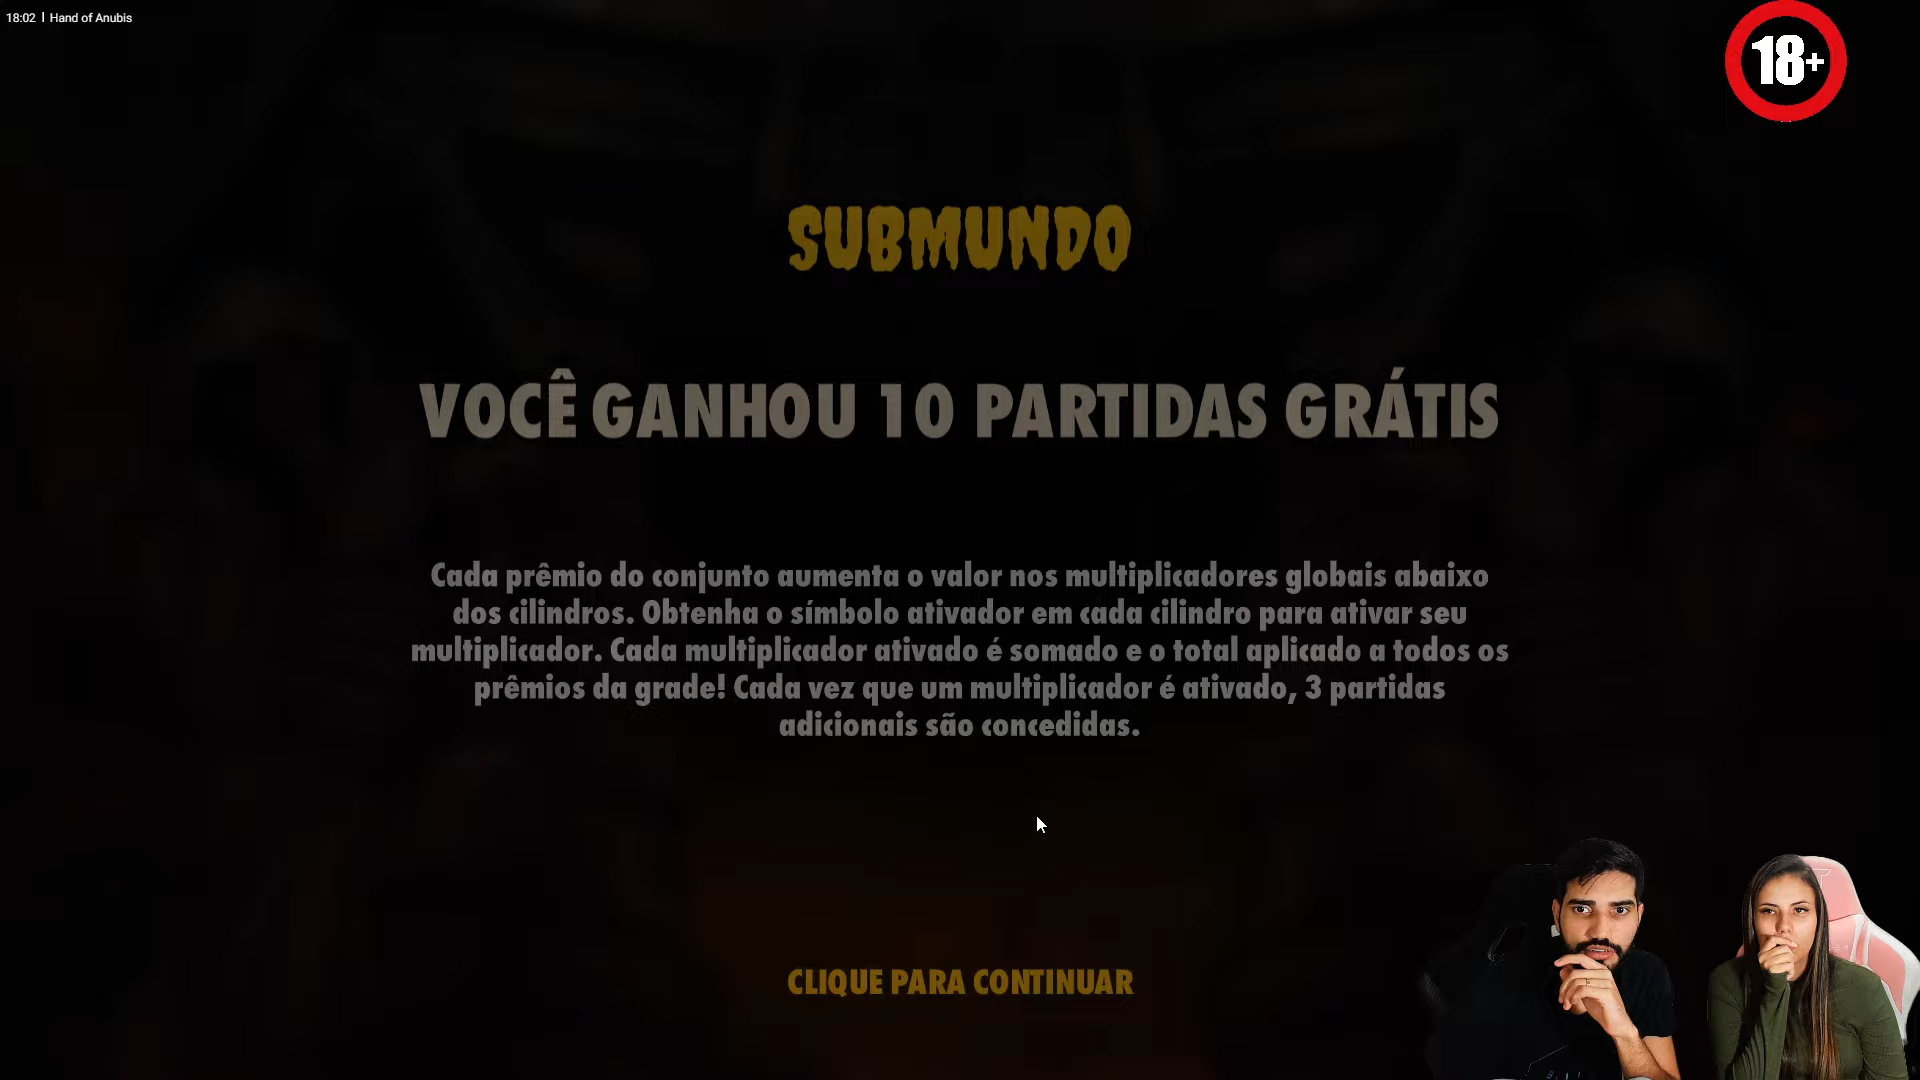 18:02 | Hand of Anubis
18+
SUBMUNDO
VOCÊ GANHOU 10 PARTIDAS GRÁTIS
Cada prêmio do conjunto aumenta o valor nos multiplicadores globais abaixo
dos cilindros. Obtenha o símbolo ativador em cada cilindro para ativar seu
multiplicador. Cada multiplicador ativado é somado e o total aplicado a todos os
prêmios da grade! Cada vez que um multiplicador é ativado, 3 partidas
adicionais são concedidas.
CLIQUE PARA CONTINUAR